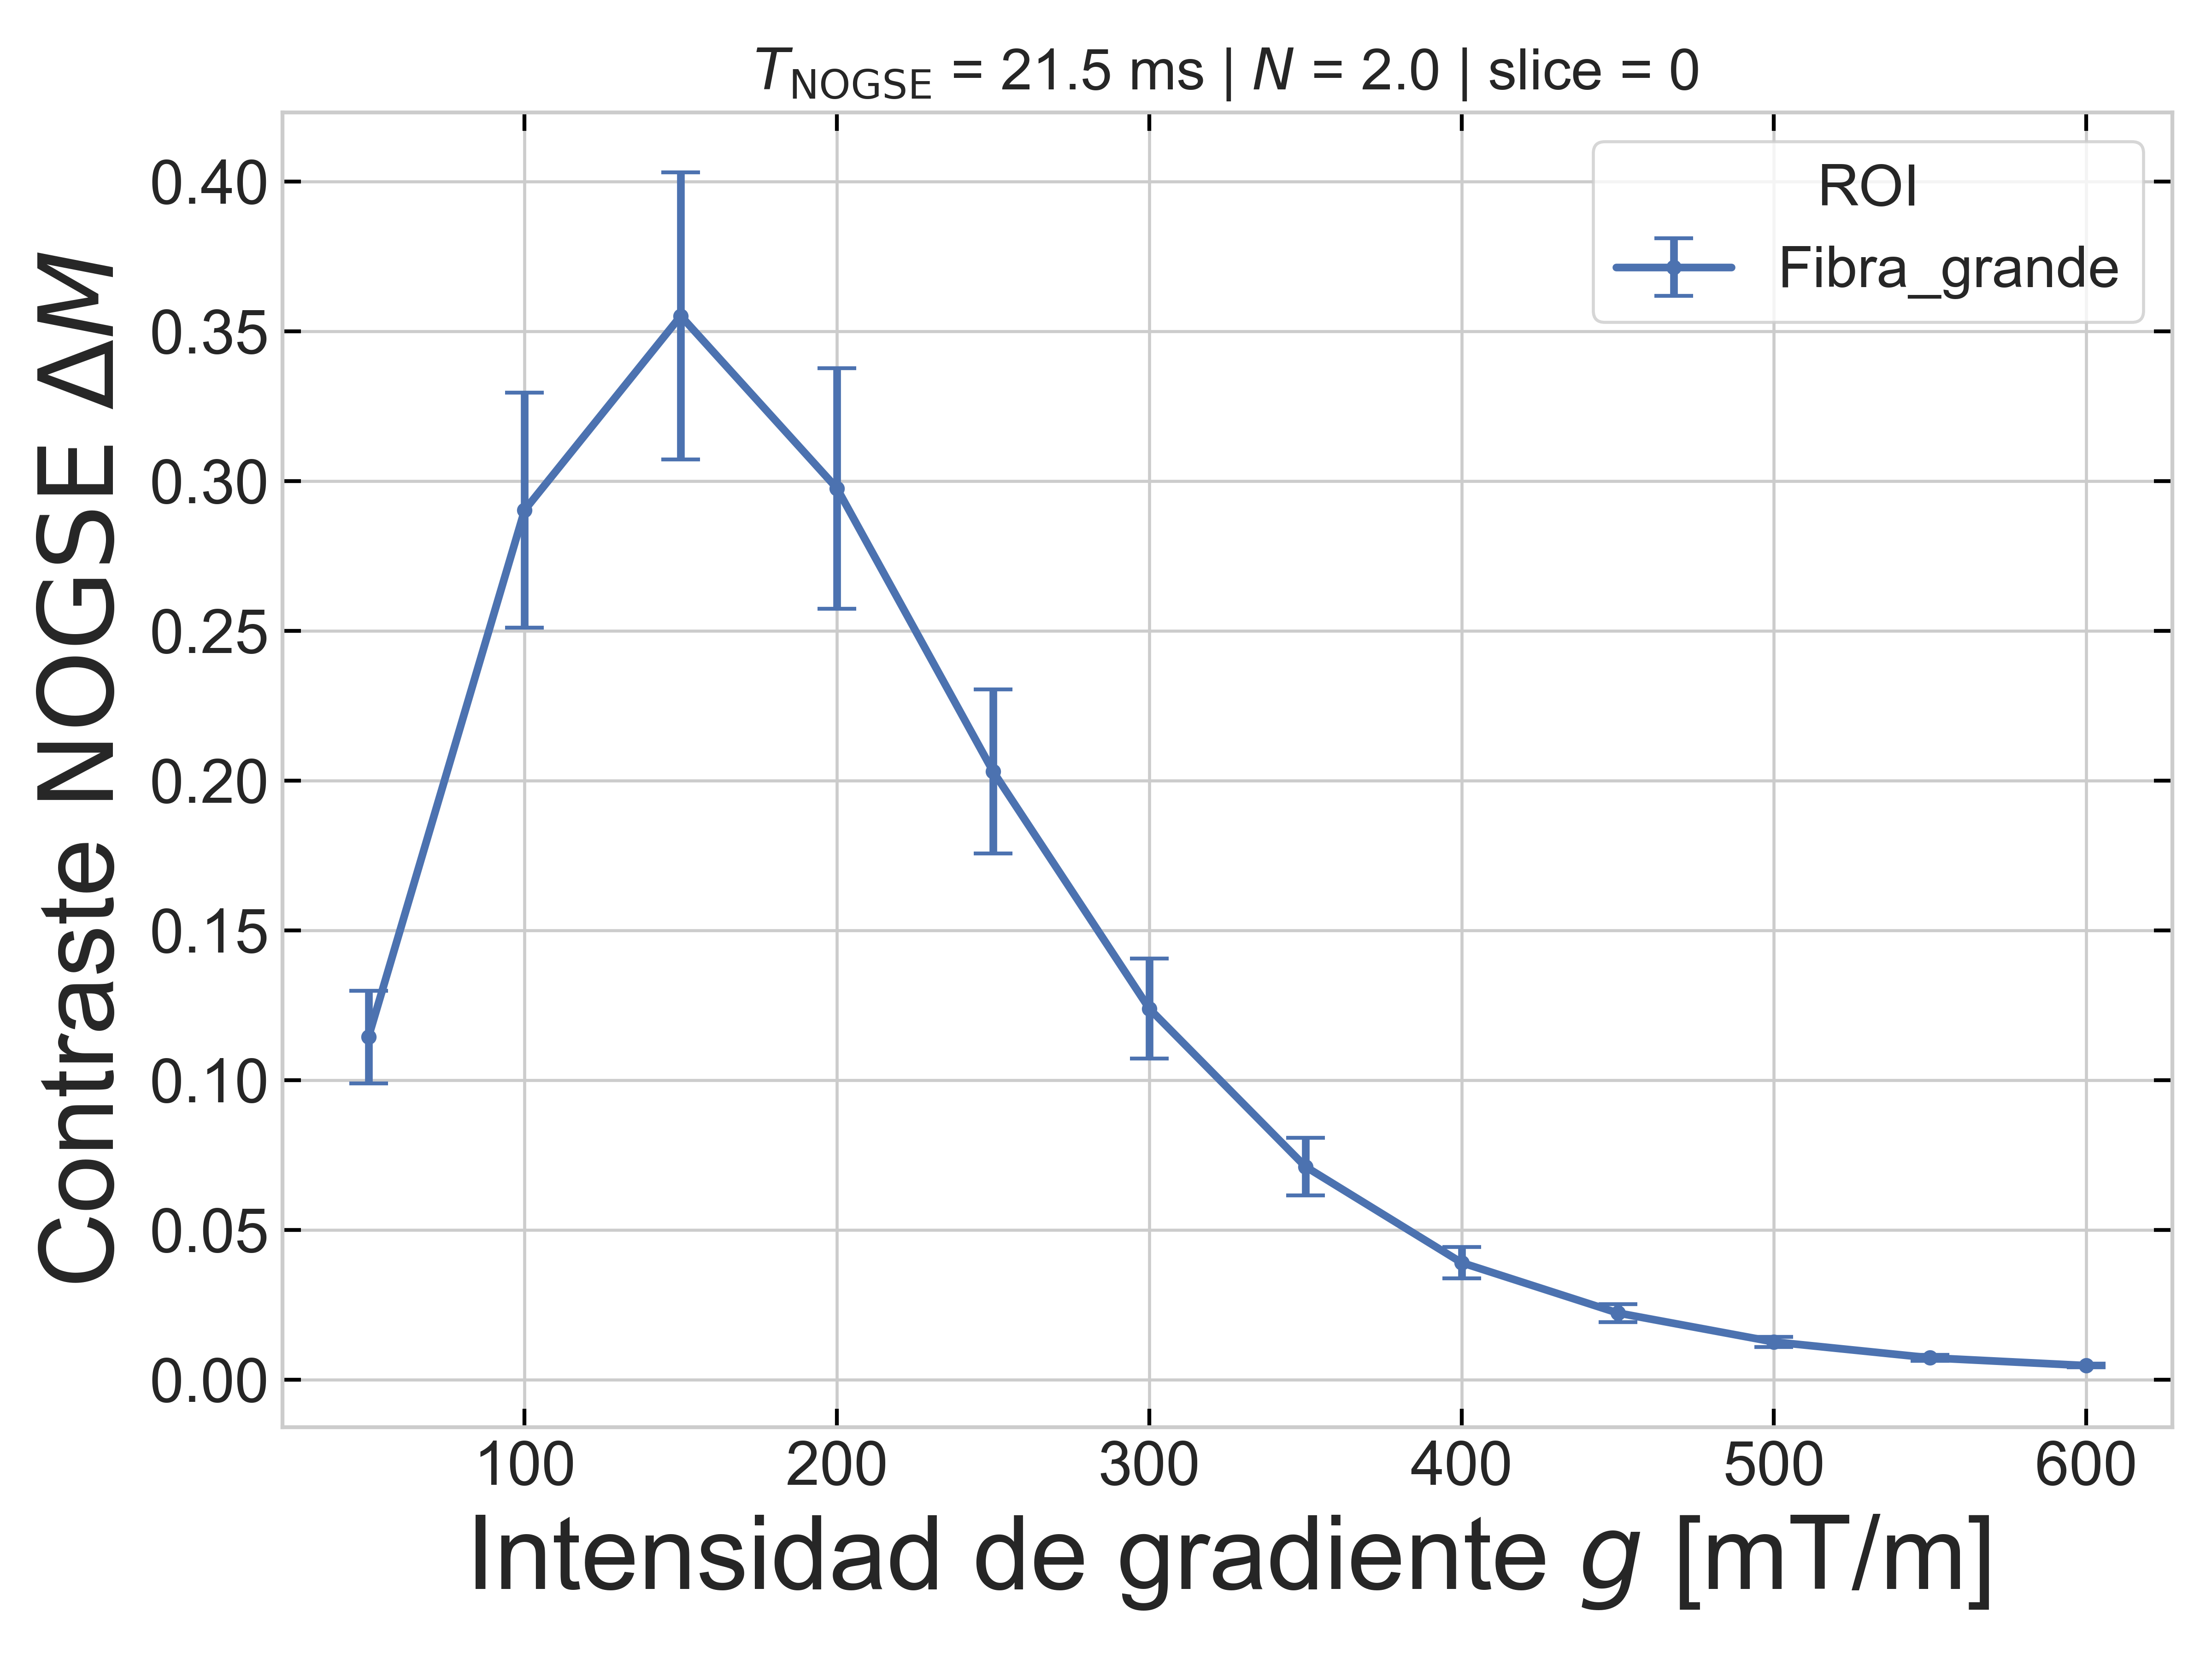 T_NOGSE = 21.5 ms | N = 2.0 | slice = 0
Contraste NOGSE ΔM
0.40
0.35
0.30
0.25
0.20
0.15
0.10
0.05
0.00
ROI
Fibra_grande
100 200 300 400 500 600
Intensidad de gradiente g [mT/m]